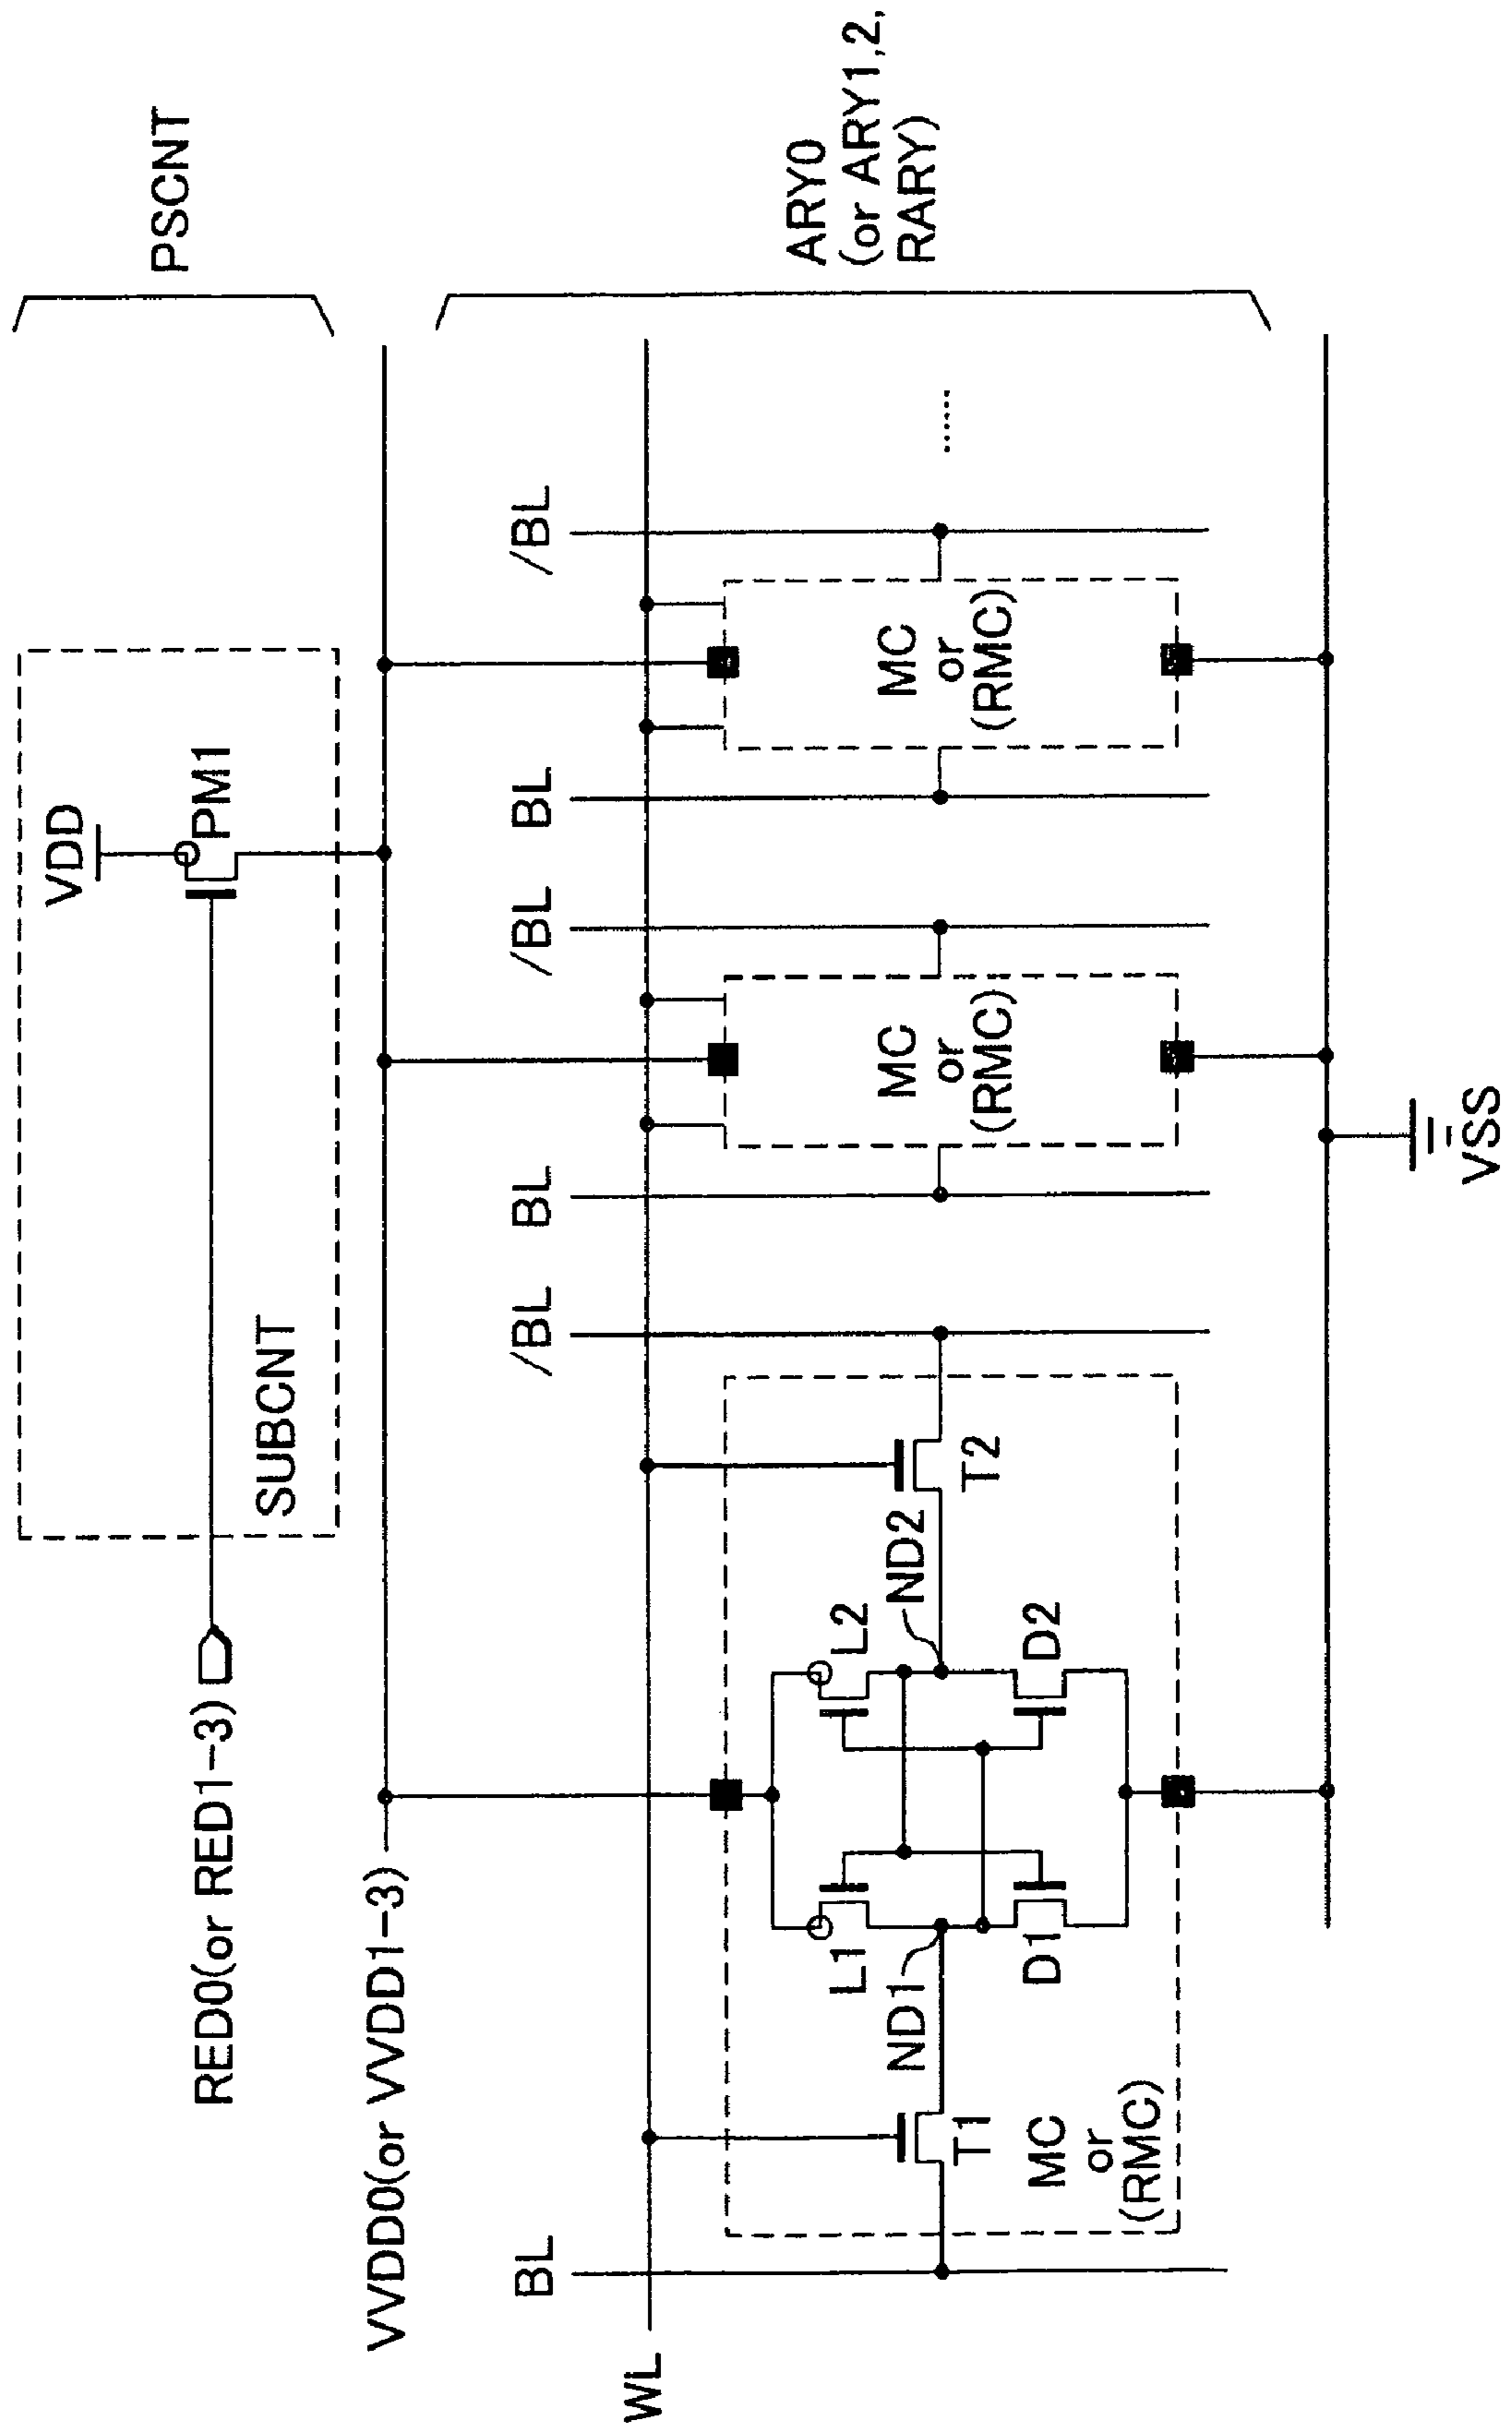 PSCNT
VDD
PM1
SUBCNT
RED0(or RED1-3)
VVDD0(or VVDD1-3)
ARY0
(or ARY1,2,
RARY)
WL
BL
/BL
BL
/BL
BL
/BL
L1
L2
ND1
ND2
T1
T2
D1
D2
MC
or
(RMC)
MC
or
(RMC)
MC
or
(RMC)
......
VSS